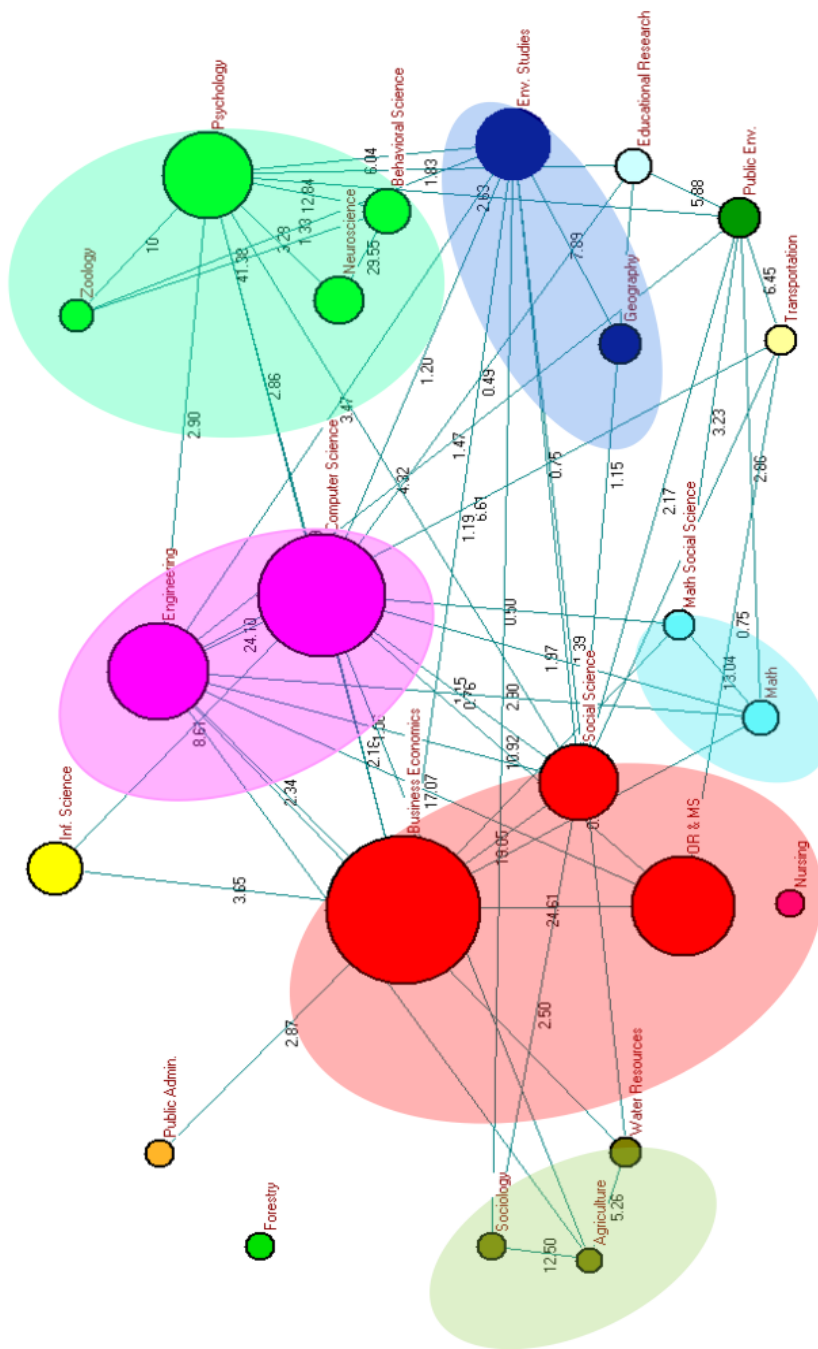 Psychology
Zoology
Neuroscience
Behavioral Science
Env. Studies
Educational Research
Public Env.
Geography
Transportation
Engineering
Computer Science
Math Social Science
Math
Inf. Science
Business Economics
Social Science
OR & MS
Nursing
Public Admin.
Forestry
Sociology
Agriculture
Water Resources
10
41.38
12.84
1.33
3.28
29.55
6.04
1.83
2.63
7.89
5.88
6.45
2.90
2.86
1.20
3.47
0.49
4.32
1.47
1.19
6.61
0.75
1.15
3.23
2.17
2.86
0.75
13.04
24.10
8.61
2.34
2.18
17.07
0.76
1.97
1.39
0.50
2.90
10.92
19.05
24.61
3.65
2.87
2.50
12.50
5.26